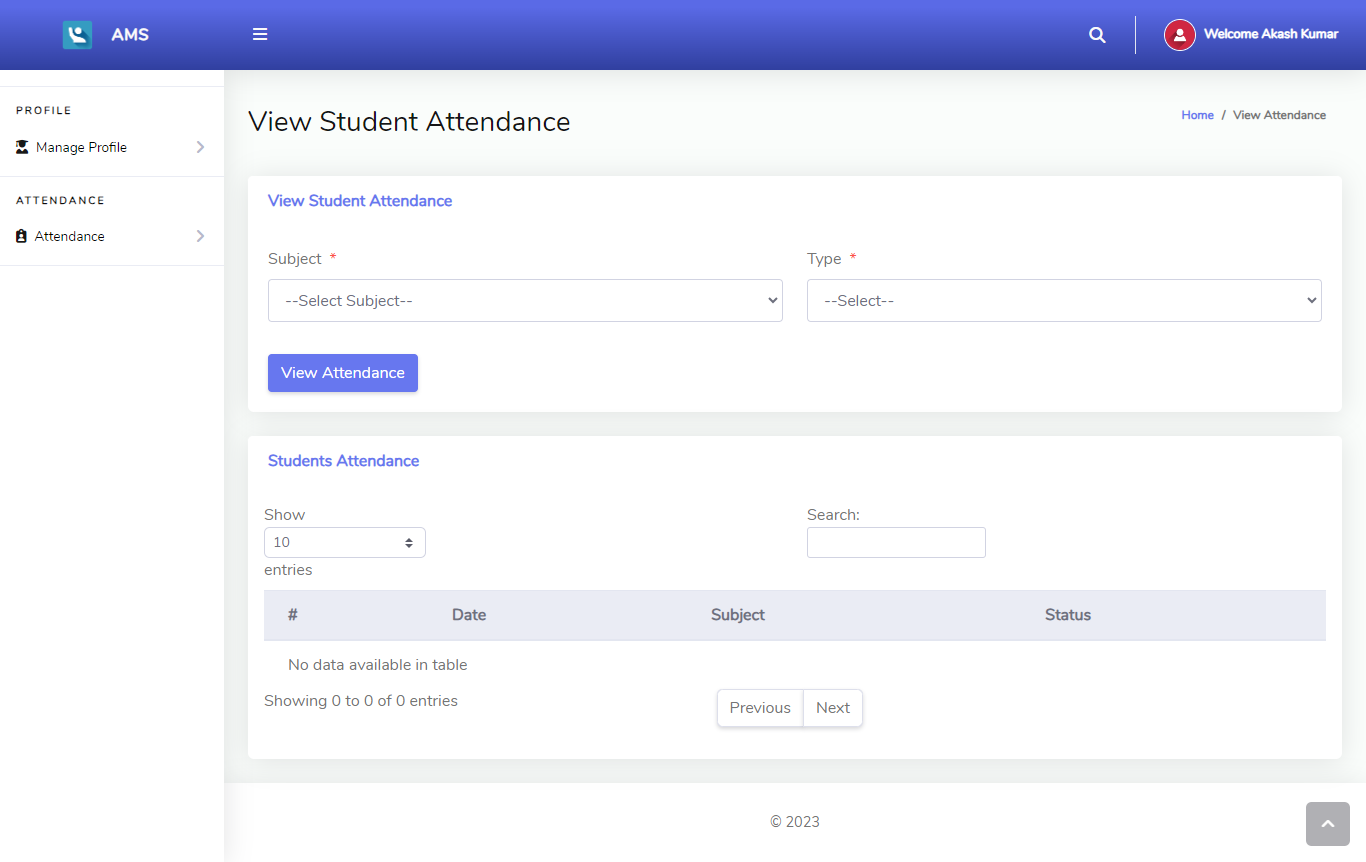 AMS
Welcome Akash Kumar
PROFILE
Manage Profile
ATTENDANCE
Attendance
View Student Attendance
Home / View Attendance
View Student Attendance
Subject *
Type *
--Select Subject--
--Select--
View Attendance
Students Attendance
Show
10
entries
Search:
# Date Subject Status
No data available in table
Showing 0 to 0 of 0 entries
Previous Next
© 2023